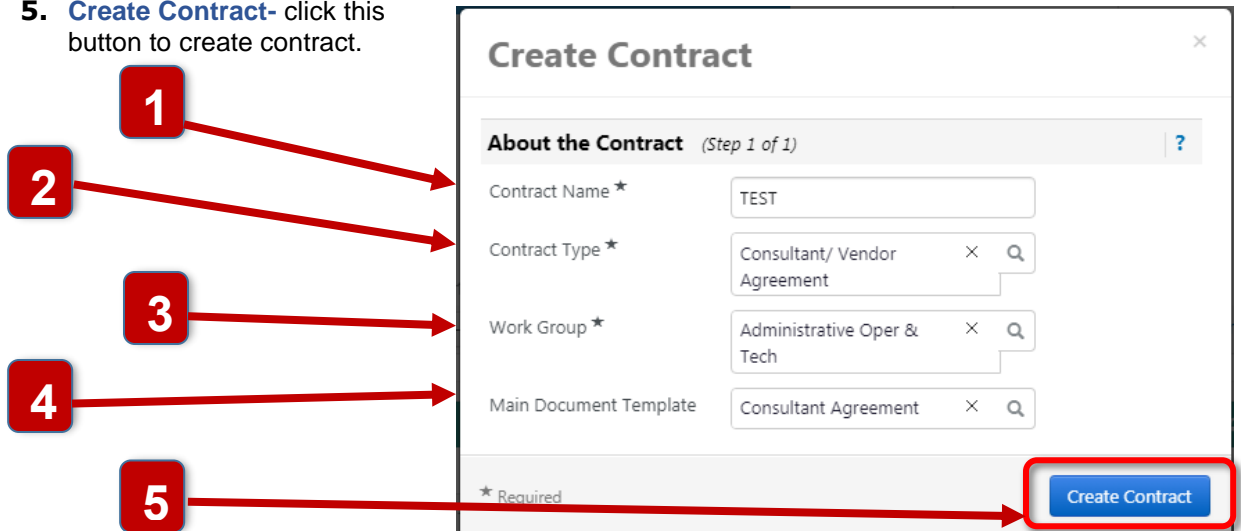 5. Create Contract- click this
button to create contract.
1
2
3
4
5
Create Contract
×
About the Contract (Step 1 of 1)
?
Contract Name ★
TEST
Contract Type ★
Consultant/ Vendor
Agreement
×
Work Group ★
Administrative Oper &
Tech
×
Main Document Template
Consultant Agreement
×
★ Required
Create Contract